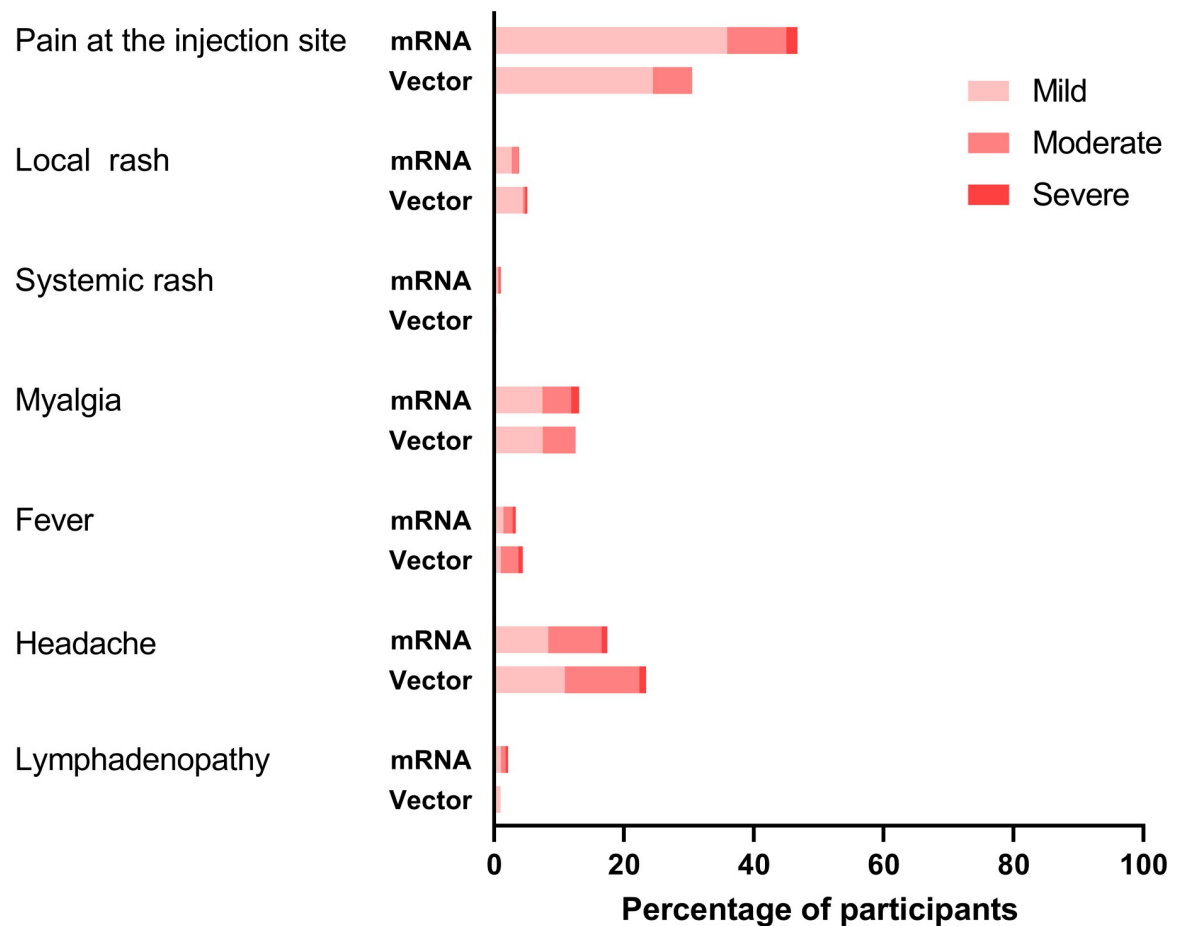 Pain at the injection site mRNA
Vector
Mild
Moderate
Severe
Local  rash mRNA
Vector
Systemic rash mRNA
Vector
Myalgia mRNA
Vector
Fever mRNA
Vector
Headache mRNA
Vector
Lymphadenopathy mRNA
Vector
0 20 40 60 80 100
Percentage of participants